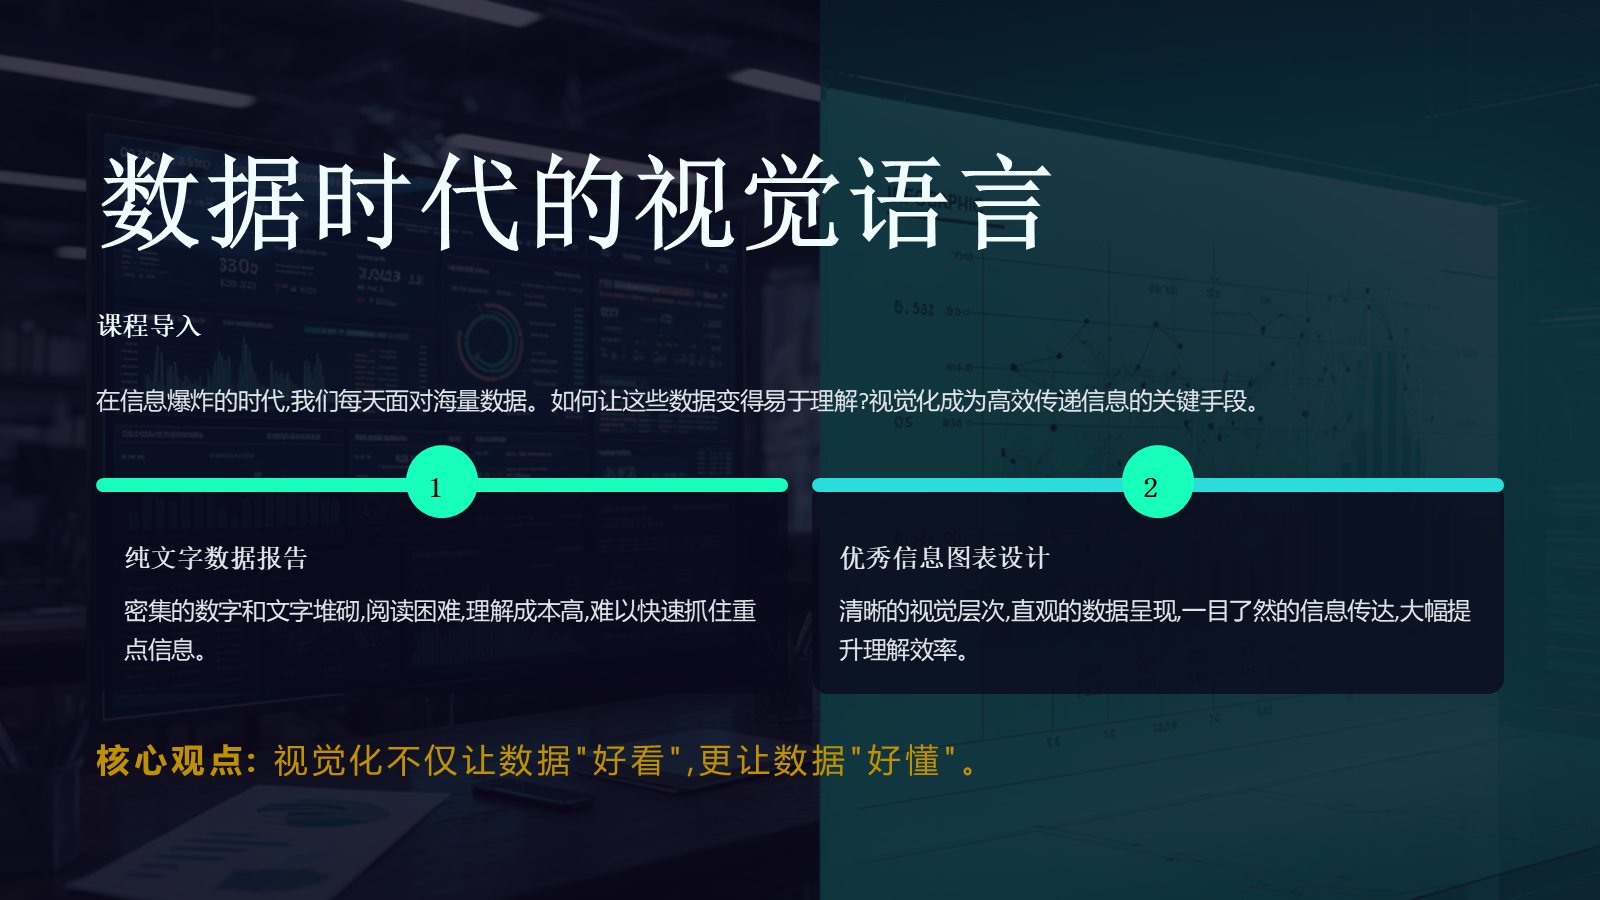 数据时代的视觉语言
课程导入
在信息爆炸的时代,我们每天面对海量数据。如何让这些数据变得易于理解?视觉化成为高效传递信息的关键手段。
1
纯文字数据报告
密集的数字和文字堆砌,阅读困难,理解成本高,难以快速抓住重
点信息。
2
优秀信息图表设计
清晰的视觉层次,直观的数据呈现,一目了然的信息传达,大幅提
升理解效率。
核心观点: 视觉化不仅让数据"好看",更让数据"好懂"。